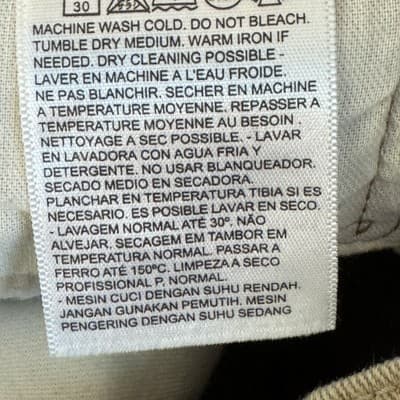 30
MACHINE WASH COLD. DO NOT BLEACH.
TUMBLE DRY MEDIUM. WARM IRON IF
NEEDED. DRY CLEANING POSSIBLE -
LAVER EN MACHINE A L'EAU FROIDE.
NE PAS BLANCHIR. SECHER EN MACHINE
A TEMPERATURE MOYENNE. REPASSER A
TEMPERATURE MOYENNE AU BESOIN.
NETTOYAGE A SEC POSSIBLE. - LAVAR
EN LAVADORA CON AGUA FRIA Y
DETERGENTE. NO USAR BLANQUEADOR.
SECADO MEDIO EN SECADORA.
PLANCHAR EN TEMPERATURA TIBIA SI ES
NECESARIO. ES POSIBLE LAVAR EN SECO.
- LAVAGEM NORMAL ATÉ 30º. NÃO
ALVEJAR. SECAGEM EM TAMBOR EM
TEMPERATURA NORMAL. PASSAR A
FERRO ATÉ 150ºC. LIMPEZA A SECO
PROFISSIONAL P, NORMAL.
- MESIN CUCI DENGAN SUHU RENDAH.
JANGAN GUNAKAN PEMUTIH. MESIN
PENGERING DENGAN SUHU SEDANG